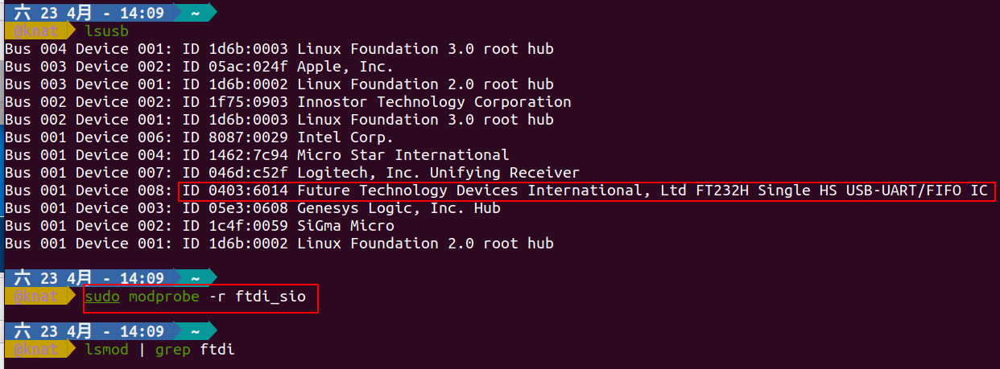 六 23 4月 - 14:09 ~
@knat lsusb
Bus 004 Device 001: ID 1d6b:0003 Linux Foundation 3.0 root hub
Bus 003 Device 002: ID 05ac:024f Apple, Inc.
Bus 003 Device 001: ID 1d6b:0002 Linux Foundation 2.0 root hub
Bus 002 Device 002: ID 1f75:0903 Innostor Technology Corporation
Bus 002 Device 001: ID 1d6b:0003 Linux Foundation 3.0 root hub
Bus 001 Device 006: ID 8087:0029 Intel Corp.
Bus 001 Device 004: ID 1462:7c94 Micro Star International
Bus 001 Device 007: ID 046d:c52f Logitech, Inc. Unifying Receiver
Bus 001 Device 008: ID 0403:6014 Future Technology Devices International, Ltd FT232H Single HS USB-UART/FIFO IC
Bus 001 Device 003: ID 05e3:0608 Genesys Logic, Inc. Hub
Bus 001 Device 002: ID 1c4f:0059 SiGma Micro
Bus 001 Device 001: ID 1d6b:0002 Linux Foundation 2.0 root hub
六 23 4月 - 14:09 ~
@knat sudo modprobe -r ftdi_sio
六 23 4月 - 14:09 ~
@knat lsmod | grep ftdi